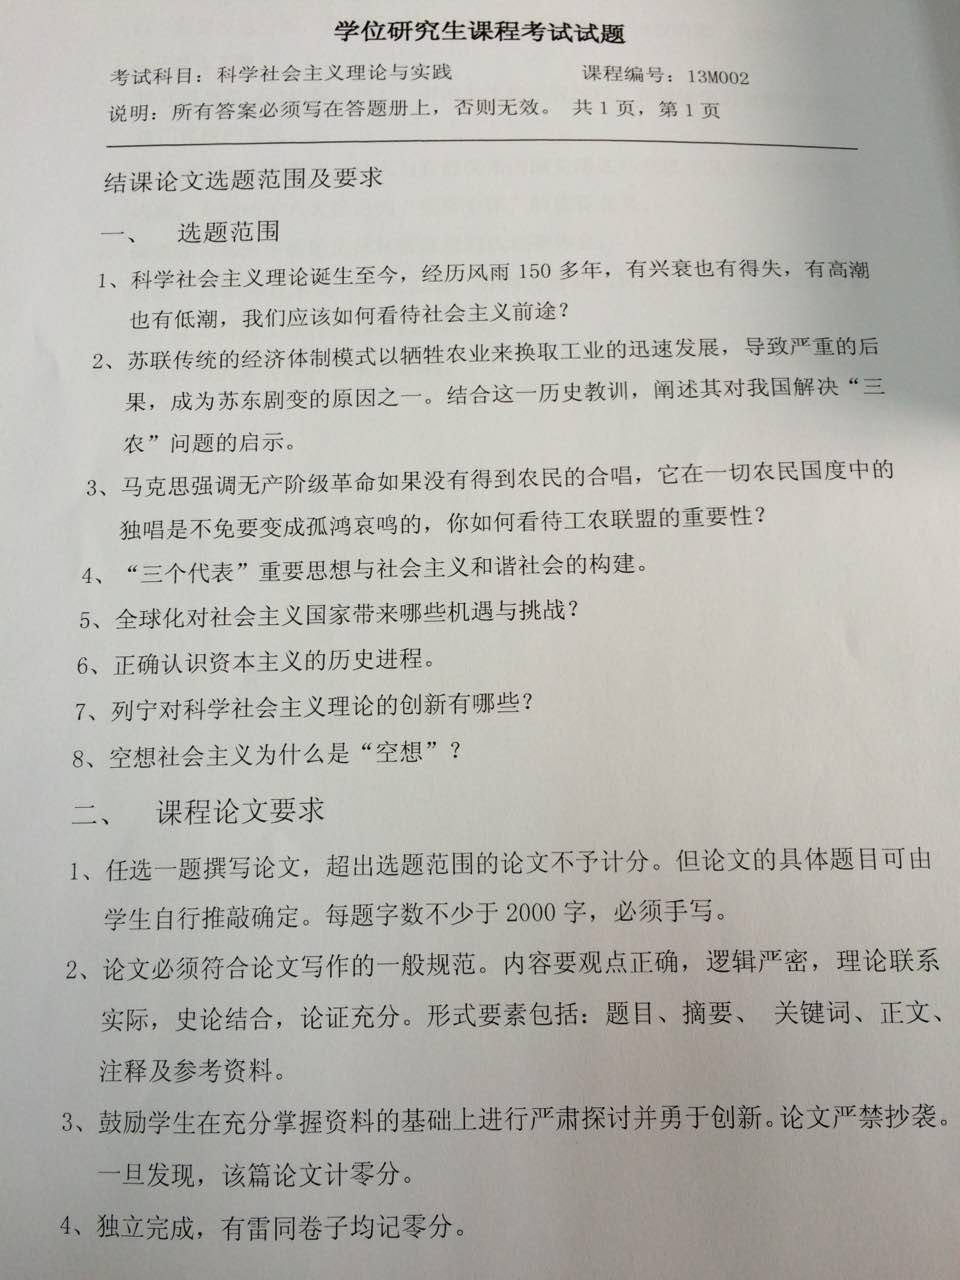 学位研究生课程考试试题
考试科目：科学社会主义理论与实践 课程编号：13M002
说明：所有答案必须写在答题册上，否则无效。 共 1 页，第 1 页
结课论文选题范围及要求
一、 选题范围
1、科学社会主义理论诞生至今，经历风雨 150 多年，有兴衰也有得失，有高潮
也有低潮，我们应该如何看待社会主义前途？
2、苏联传统的经济体制模式以牺牲农业来换取工业的迅速发展，导致严重的后
果，成为苏东剧变的原因之一。结合这一历史教训，阐述其对我国解决“三
农”问题的启示。
3、马克思强调无产阶级革命如果没有得到农民的合唱，它在一切农民国度中的
独唱是不免要变成孤鸿哀鸣的，你如何看待工农联盟的重要性？
4、“三个代表”重要思想与社会主义和谐社会的构建。
5、全球化对社会主义国家带来哪些机遇与挑战？
6、正确认识资本主义的历史进程。
7、列宁对科学社会主义理论的创新有哪些？
8、空想社会主义为什么是“空想”？
二、 课程论文要求
1、任选一题撰写论文，超出选题范围的论文不予计分。但论文的具体题目可由
学生自行推敲确定。每题字数不少于 2000 字，必须手写。
2、论文必须符合论文写作的一般规范。内容要观点正确，逻辑严密，理论联系
实际，史论结合，论证充分。形式要素包括：题目、摘要、 关键词、正文、
注释及参考资料。
3、鼓励学生在充分掌握资料的基础上进行严肃探讨并勇于创新。论文严禁抄袭。
一旦发现，该篇论文计零分。
4、独立完成，有雷同卷子均记零分。